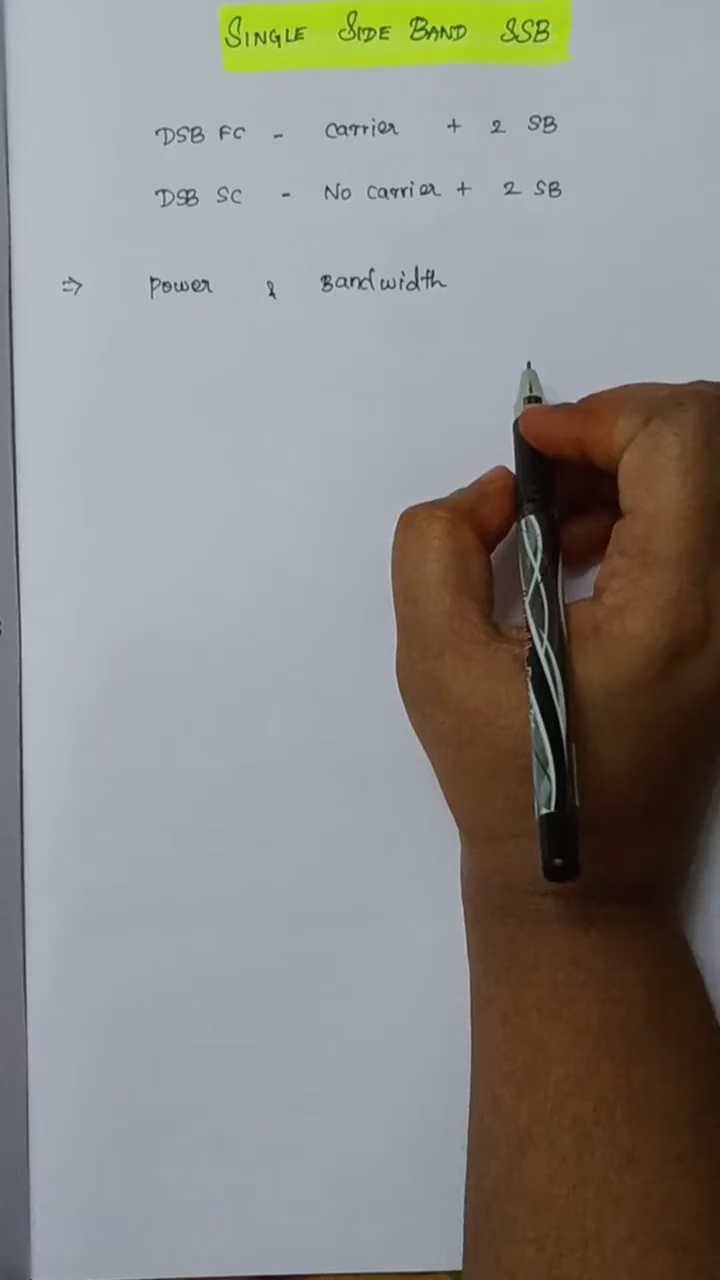 SINGLE SIDE BAND SSB
DSB FC - carrier + 2 SB
DSB SC - No carrier + 2 SB
⇒ power & Bandwidth